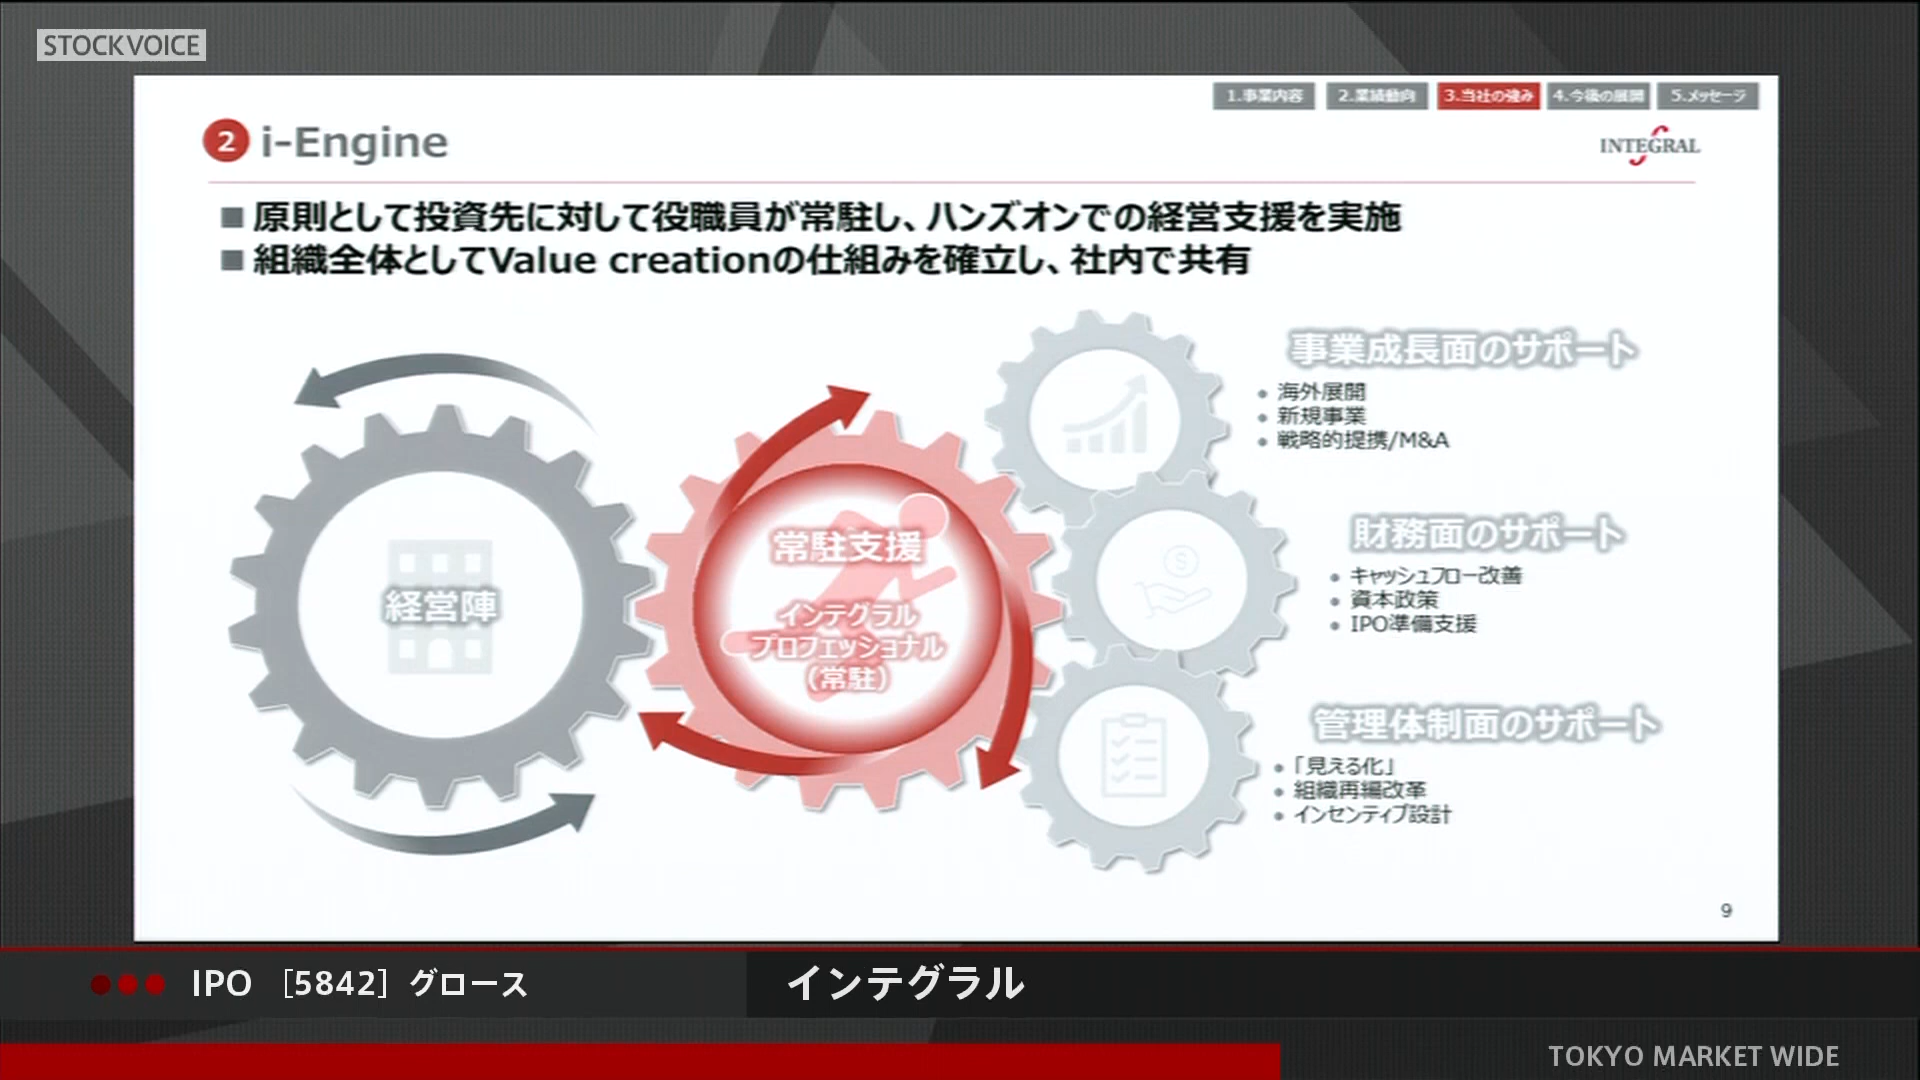 STOCKVOICE
1.事業内容
2.業績動向
3.当社の強み
4.今後の展開
5.メッセージ
2 i-Engine
INTEGRAL
■ 原則として投資先に対して役職員が常駐し、ハンズオンでの経営支援を実施
■ 組織全体としてValue creationの仕組みを確立し、社内で共有
経営陣
常駐支援
インテグラル
プロフェッショナル
（常駐）
事業成長面のサポート
• 海外展開
• 新規事業
• 戦略的提携/M&A
財務面のサポート
• キャッシュフロー改善
• 資本政策
• IPO準備支援
管理体制面のサポート
• 「見える化」
• 組織再編改革
• インセンティブ設計
9
IPO ［5842］グロース
インテグラル
TOKYO MARKET WIDE